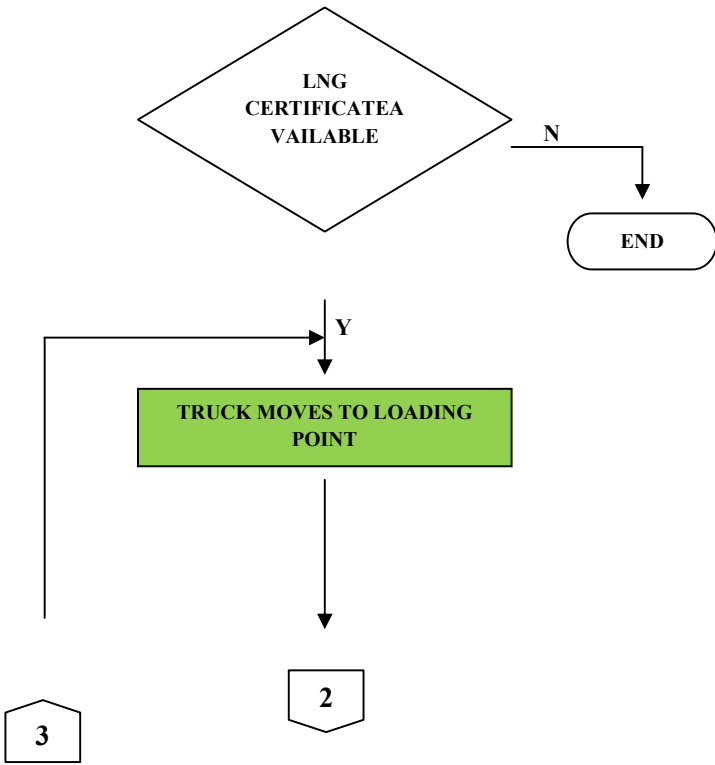 LNG
CERTIFICATEA
VAILABLE
N
END
Y
TRUCK MOVES TO LOADING
POINT
2
3